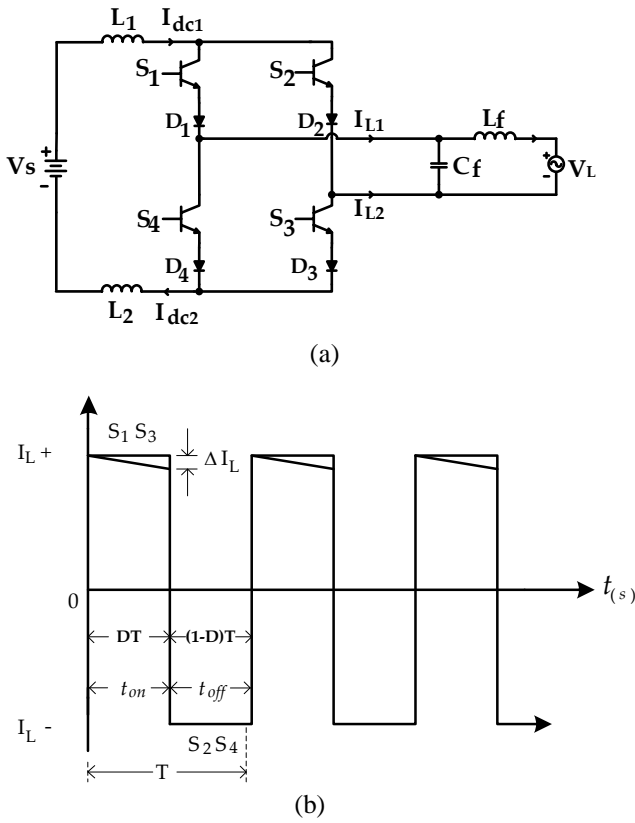 L1 Idc1
S1 S2
D1 D2 IL1 Lf
Vs + - Cf + - VL
S4 S3 IL2
D4 D3
L2 Idc2
(a)
S1 S3
IL + Δ IL
0 t(s)
DT (1-D)T
ton toff
IL -
S2 S4
T
(b)